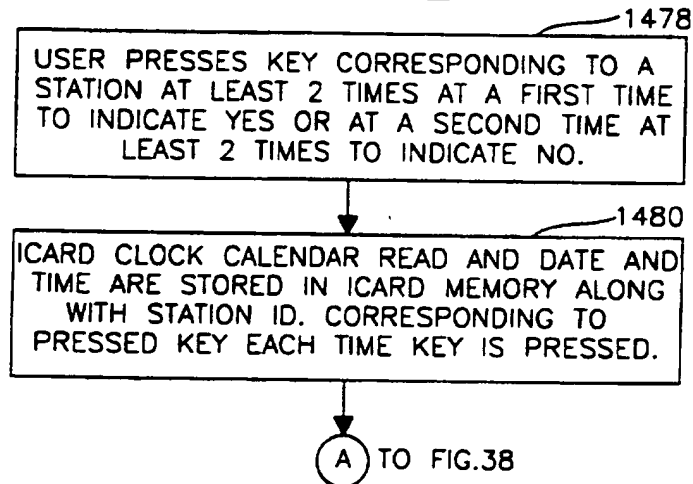 1478
USER PRESSES KEY CORRESPONDING TO A
STATION AT LEAST 2 TIMES AT A FIRST TIME
TO INDICATE YES OR AT A SECOND TIME AT
LEAST 2 TIMES TO INDICATE NO.
1480
ICARD CLOCK CALENDAR READ AND DATE AND
TIME ARE STORED IN ICARD MEMORY ALONG
WITH STATION ID. CORRESPONDING TO
PRESSED KEY EACH TIME KEY IS PRESSED.
A TO FIG.38